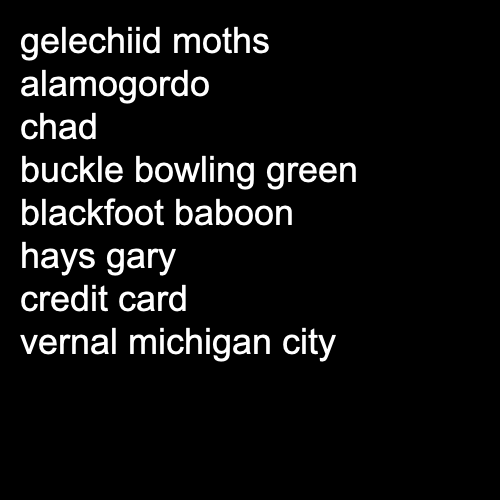 gelechiid moths
alamogordo
chad
buckle bowling green
blackfoot baboon
hays gary
credit card
vernal michigan city